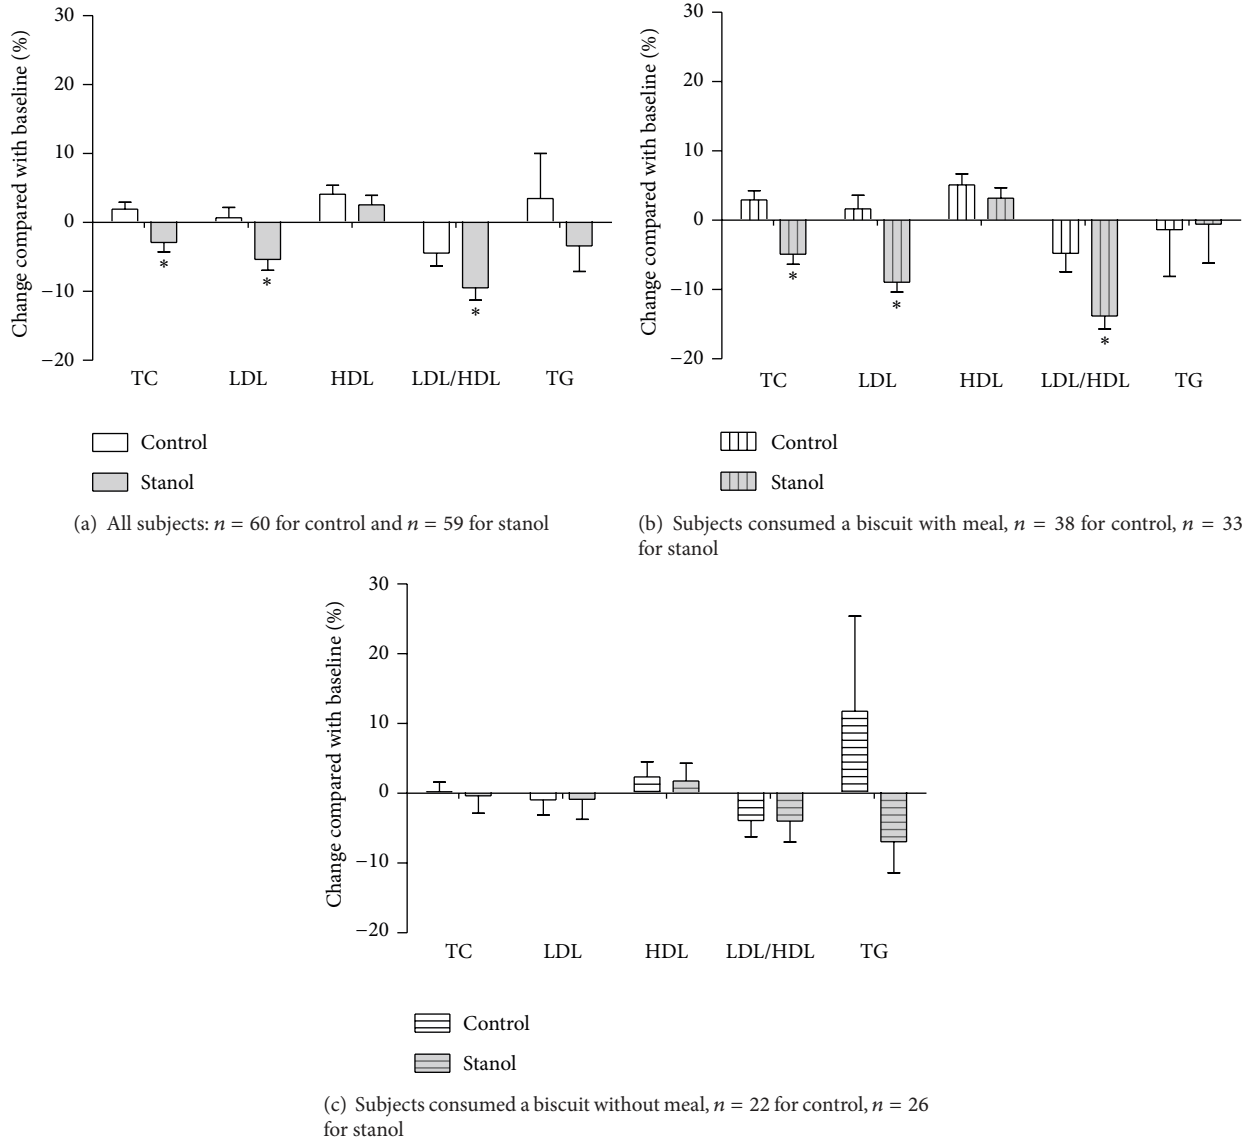 Change compared with baseline (%)
30
20
10
0
−10
−20
*
*
*
TC
LDL
HDL
LDL/HDL
TG
Control
Stanol
(a) All subjects: n = 60 for control and n = 59 for stanol
Change compared with baseline (%)
30
20
10
0
−10
−20
*
*
*
TC
LDL
HDL
LDL/HDL
TG
Control
Stanol
(b) Subjects consumed a biscuit with meal, n = 38 for control, n = 33
for stanol
Change compared with baseline (%)
30
20
10
0
−10
−20
TC
LDL
HDL
LDL/HDL
TG
Control
Stanol
(c) Subjects consumed a biscuit without meal, n = 22 for control, n = 26
for stanol